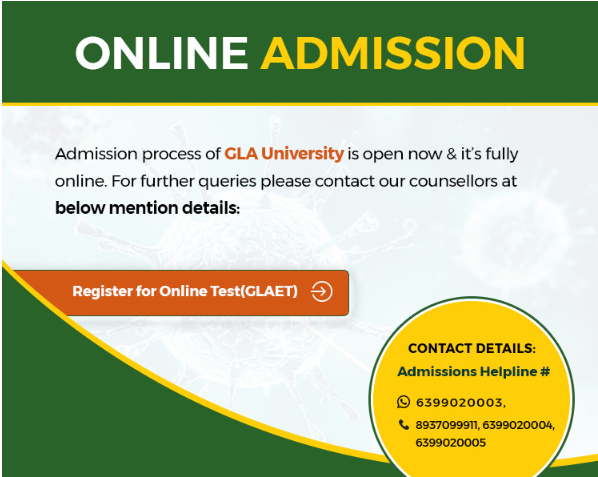 ONLINE ADMISSION
Admission process of GLA University is open now & it's fully
online. For further queries please contact our counsellors at
below mention details:
Register for Online Test(GLAET)
CONTACT DETAILS:
Admissions Helpline #
6399020003,
8937099911, 6399020004,
6399020005